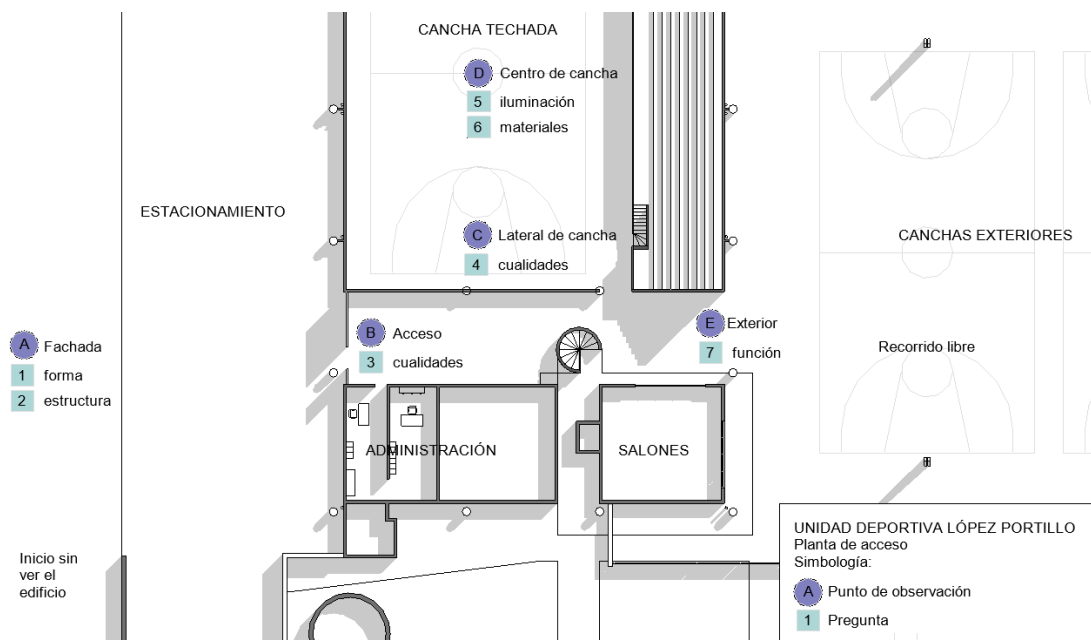 CANCHA TECHADA
D Centro de cancha
5 iluminación
6 materiales
ESTACIONAMIENTO
C Lateral de cancha
4 cualidades
CANCHAS EXTERIORES
A Fachada
1 forma
2 estructura
B Acceso
3 cualidades
E Exterior
7 función
Recorrido libre
ADMINISTRACIÓN
SALONES
Inicio sin
ver el
edificio
UNIDAD DEPORTIVA LÓPEZ PORTILLO
Planta de acceso
Simbología:
A Punto de observación
1 Pregunta